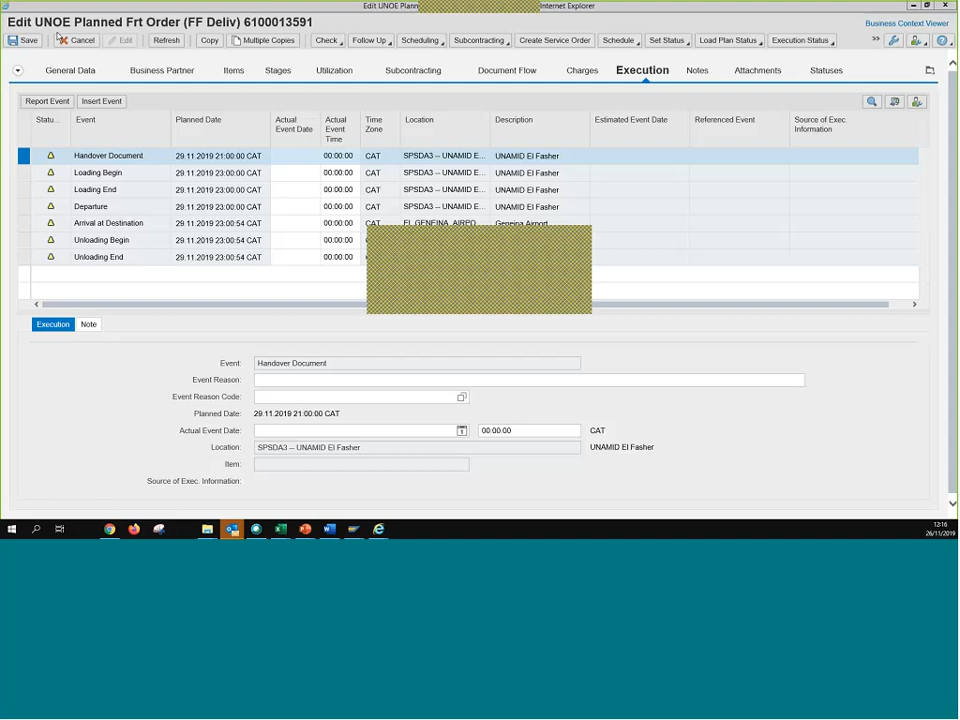 Edit UNOE Plann Internet Explorer
Edit UNOE Planned Frt Order (FF Deliv) 6100013591
Business Context Viewer
Save Cancel Edit Refresh Copy Multiple Copies Check Follow Up Scheduling Subcontracting Create Service Order Schedule Set Status Load Plan Status Execution Status
General Data Business Partner Items Stages Utilization Subcontracting Document Flow Charges Execution Notes Attachments Statuses
Report Event Insert Event
Statu... Event Planned Date Actual Event Date Actual Event Time Time Zone Location Description Estimated Event Date Referenced Event Source of Exec. Information
Handover Document 29.11.2019 21:00:00 CAT 00:00:00 CAT SPSDA3 -- UNAMID E... UNAMID El Fasher
Loading Begin 29.11.2019 23:00:00 CAT 00:00:00 CAT SPSDA3 -- UNAMID E... UNAMID El Fasher
Loading End 29.11.2019 23:00:00 CAT 00:00:00 CAT SPSDA3 -- UNAMID E... UNAMID El Fasher
Departure 29.11.2019 23:00:00 CAT 00:00:00 CAT SPSDA3 -- UNAMID E... UNAMID El Fasher
Arrival at Destination 29.11.2019 23:00:54 CAT 00:00:00 CAT EL GENEINA, AIRPO... Geneina Airport
Unloading Begin 29.11.2019 23:00:54 CAT 00:00:00
Unloading End 29.11.2019 23:00:54 CAT 00:00:00
Execution Note
Event: Handover Document
Event Reason:
Event Reason Code:
Planned Date: 29.11.2019 21:00:00 CAT
Actual Event Date: 00:00:00 CAT
Location: SPSDA3 -- UNAMID El Fasher UNAMID El Fasher
Item:
Source of Exec. Information:
12:16
26/11/2019